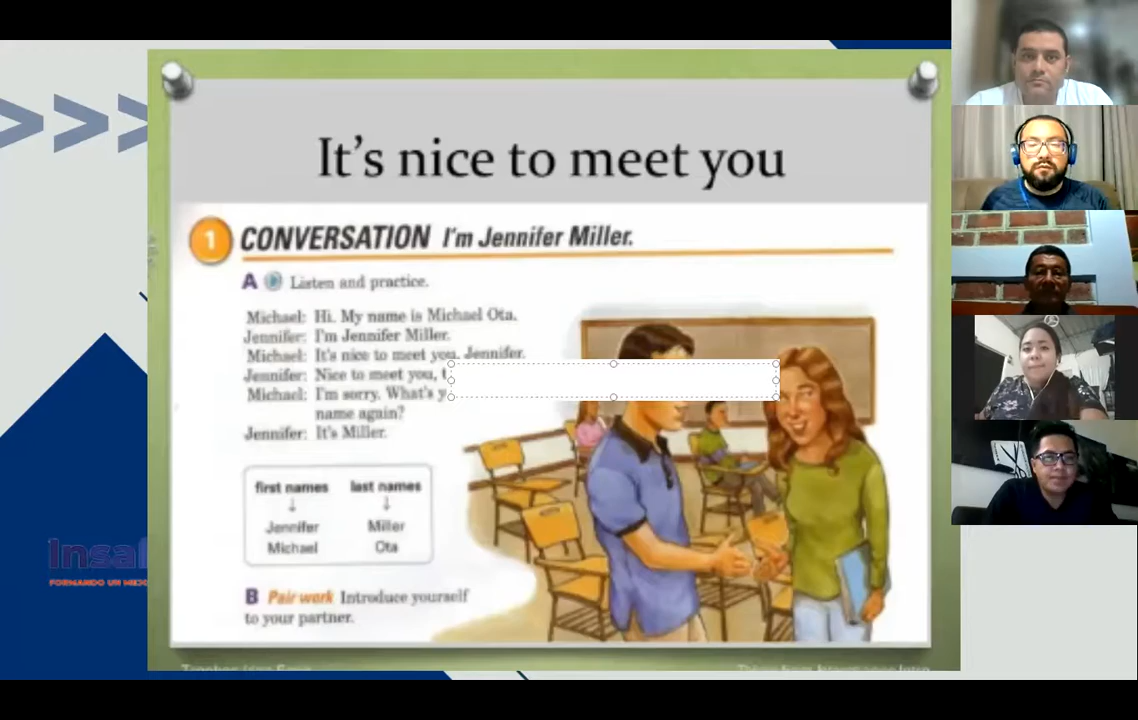 It's nice to meet you
1 CONVERSATION I'm Jennifer Miller.
A Listen and practice.
Michael: Hi. My name is Michael Ota.
Jennifer: I'm Jennifer Miller.
Michael: It's nice to meet you, Jennifer.
Jennifer: Nice to meet you, t
Michael: I'm sorry. What's y
name again?
Jennifer: It's Miller.
first names last names
Jennifer Miller
Michael Ota
B Pair work Introduce yourself
to your partner.
Insaf
FORMANDO UN